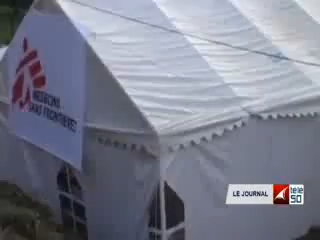 MEDECINS
SANS FRONTIERES
LE JOURNAL
tele
50